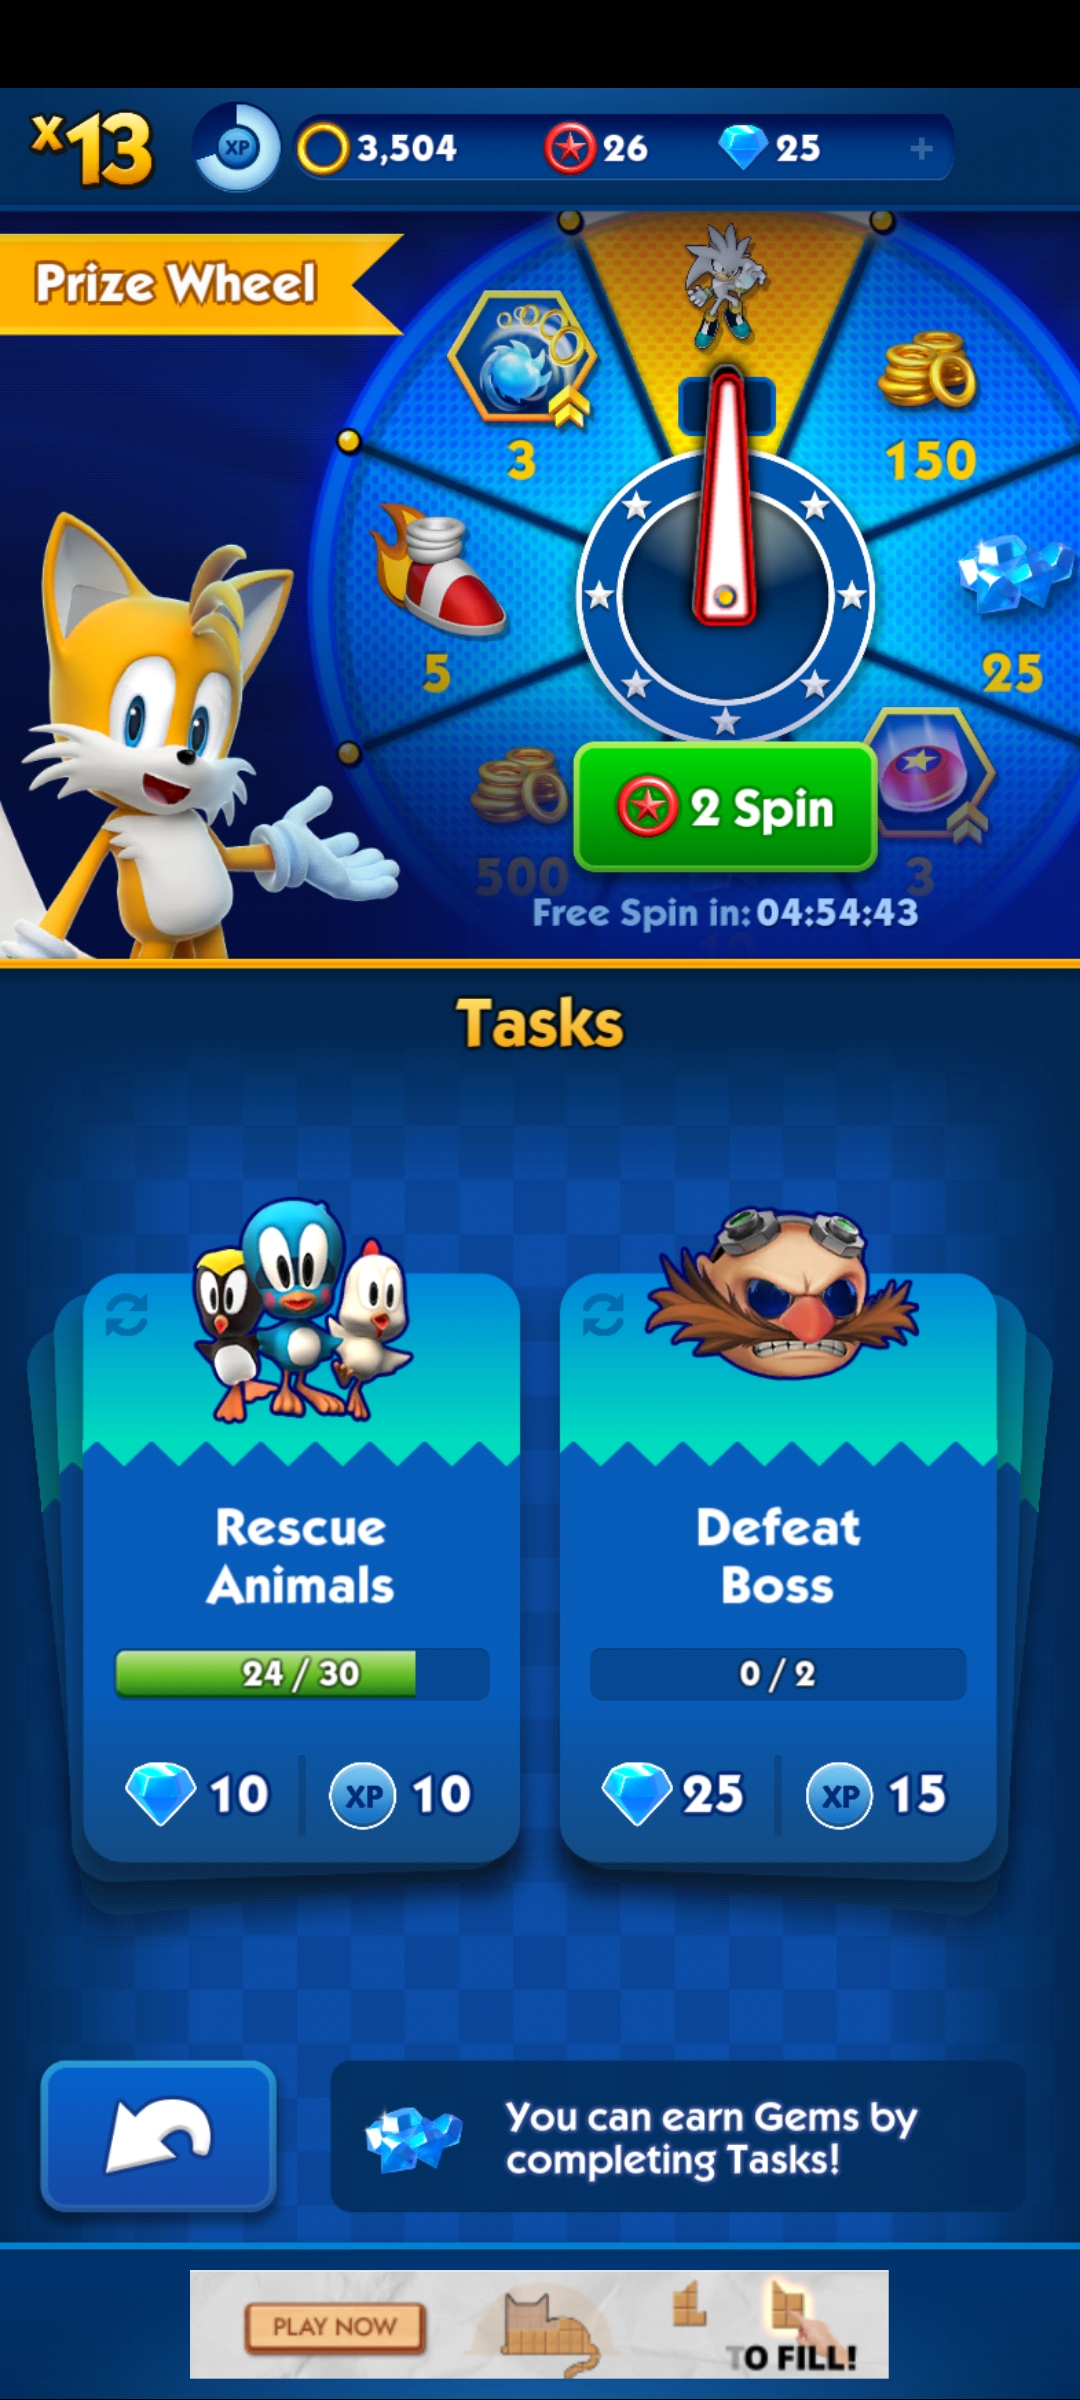 x13
XP
3,504
26
25
Prize Wheel
3
150
5
25
2 Spin
500
3
Free Spin in: 04:54:43
10
Tasks
Rescue
Animals
24 / 30
10
XP
10
Defeat
Boss
0 / 2
25
XP
15
You can earn Gems by
completing Tasks!
PLAY NOW
TO FILL!